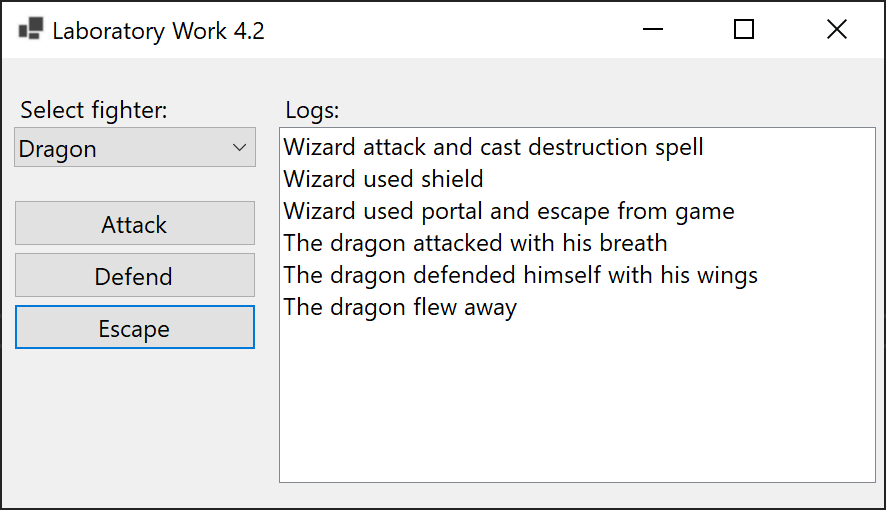 Laboratory Work 4.2
Select fighter:
Dragon
Attack
Defend
Escape
Logs:
Wizard attack and cast destruction spell
Wizard used shield
Wizard used portal and escape from game
The dragon attacked with his breath
The dragon defended himself with his wings
The dragon flew away